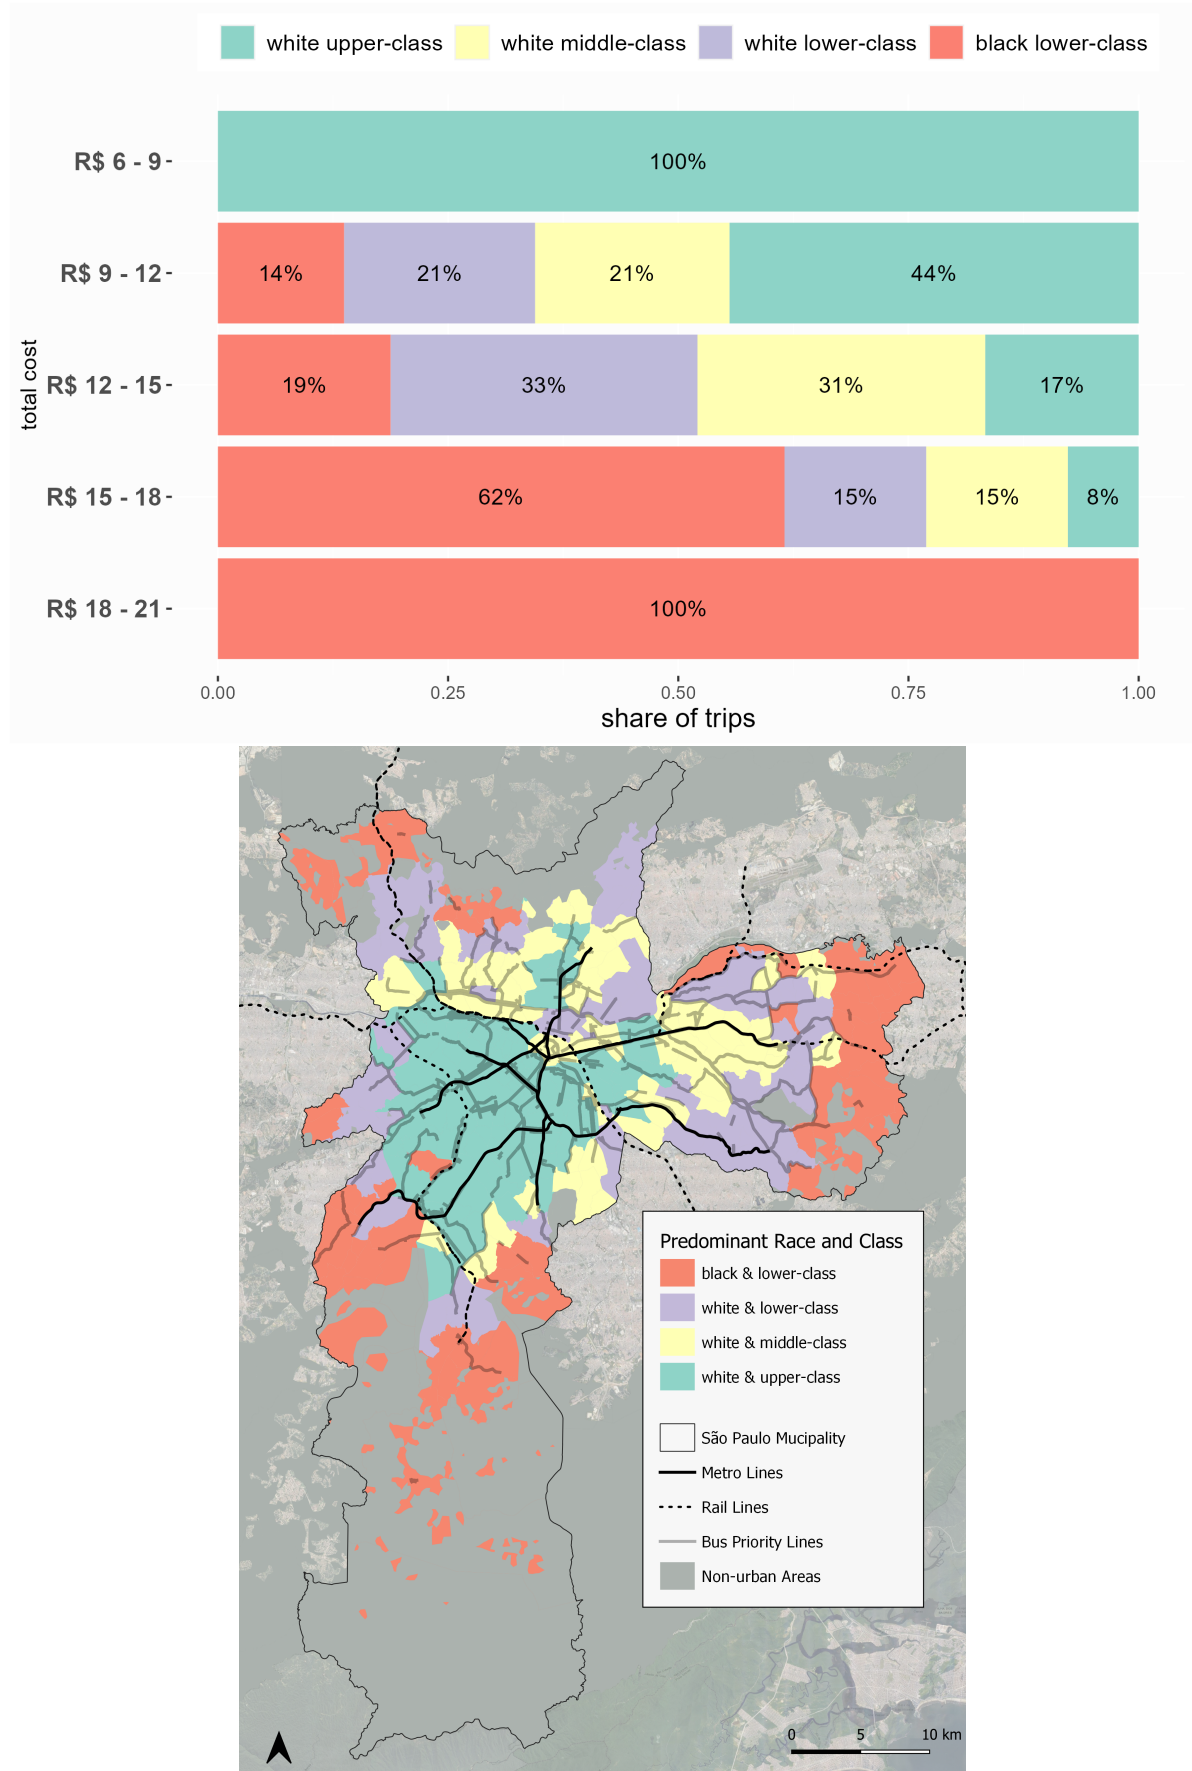 white upper-class white middle-class white lower-class black lower-class
R$ 6 - 9
100%
R$ 9 - 12
14% 21% 21% 44%
total cost
R$ 12 - 15
19% 33% 31% 17%
R$ 15 - 18
62% 15% 15% 8%
R$ 18 - 21
100%
0.00 0.25 0.50 0.75 1.00
share of trips
Predominant Race and Class
black & lower-class
white & lower-class
white & middle-class
white & upper-class
São Paulo Mucipality
Metro Lines
Rail Lines
Bus Priority Lines
Non-urban Areas
0 5 10 km